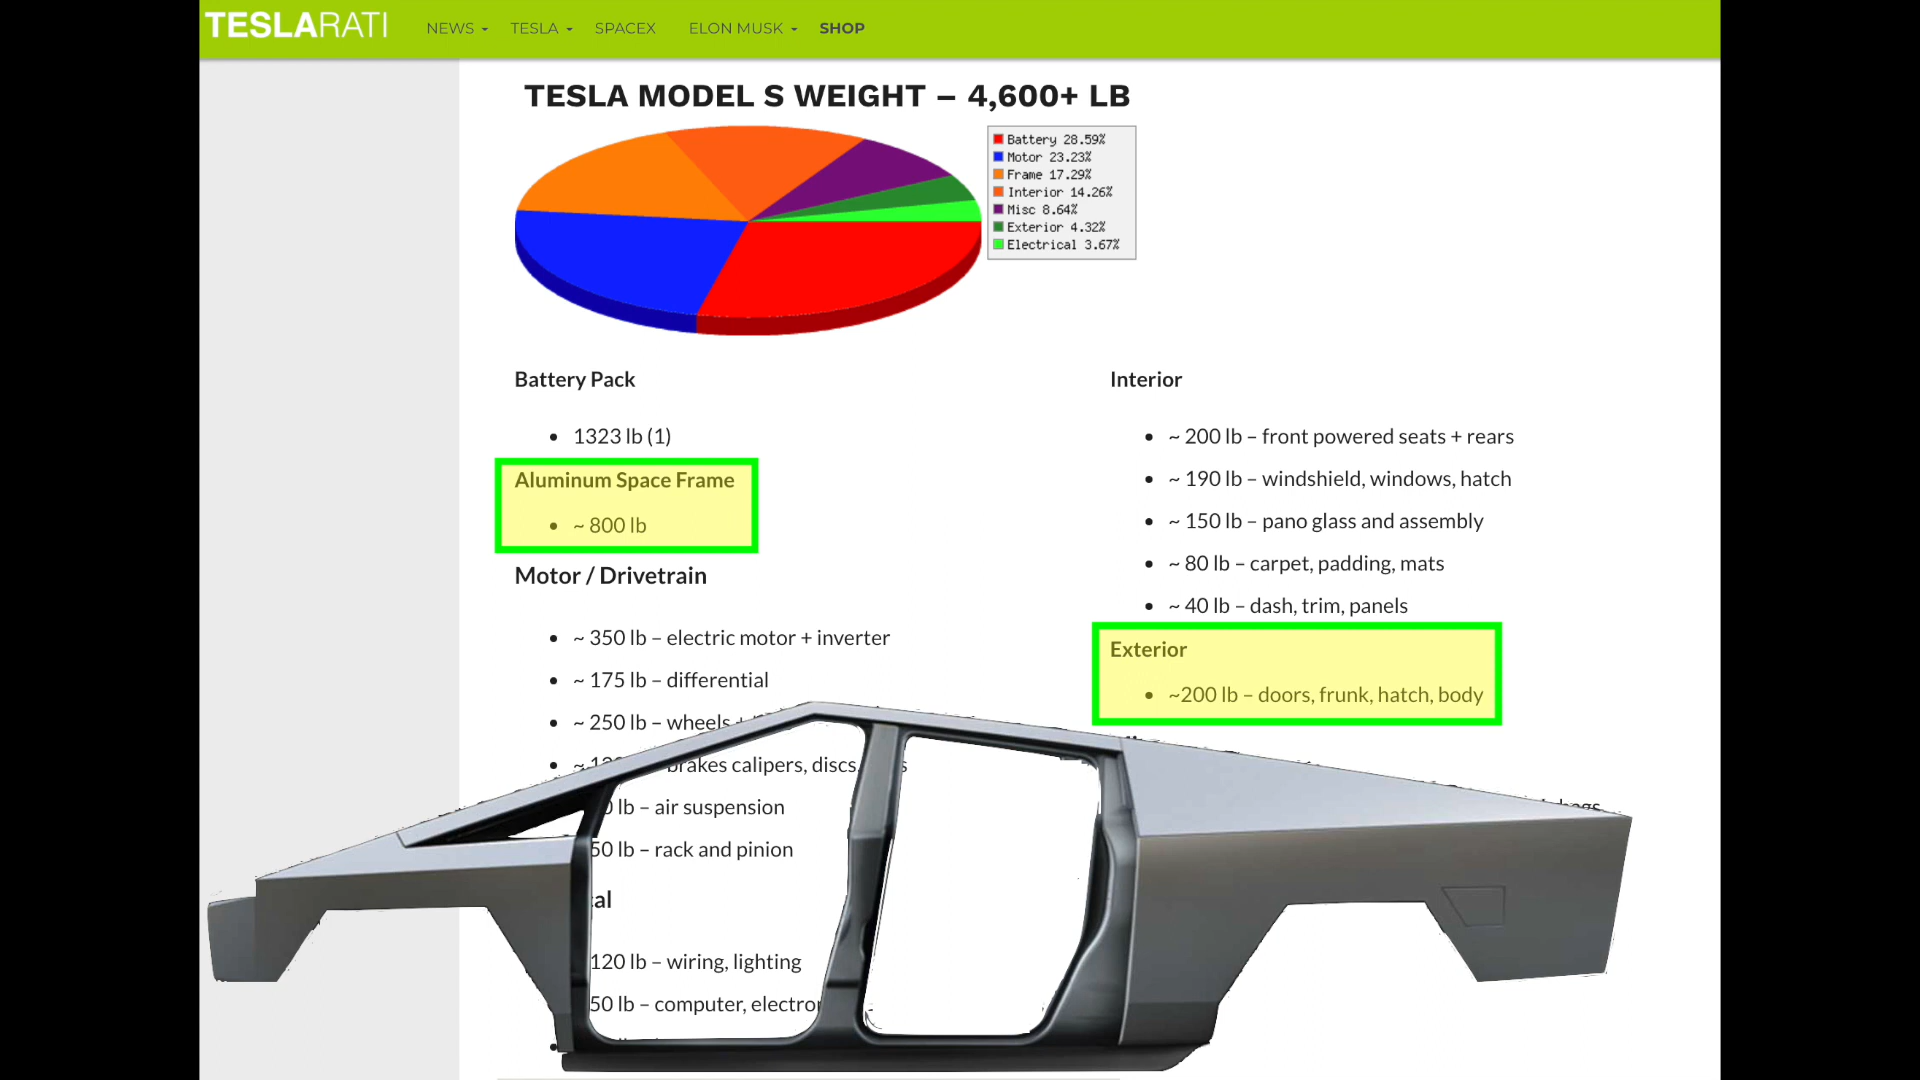 TESLARATI
NEWS TESLA SPACEX ELON MUSK SHOP
TESLA MODEL S WEIGHT – 4,600+ LB
Battery 28.59%
Motor 23.23%
Frame 17.29%
Interior 14.26%
Misc 8.64%
Exterior 4.32%
Electrical 3.67%
Battery Pack
• 1323 lb (1)
Aluminum Space Frame
• ~ 800 lb
Motor / Drivetrain
• ~ 350 lb – electric motor + inverter
• ~ 175 lb – differential
• ~ 250 lb – wheels +
• brakes calipers, discs,
• lb – air suspension
50 lb – rack and pinion
120 lb – wiring, lighting
50 lb – computer,
Interior
• ~ 200 lb – front powered seats + rears
• ~ 190 lb – windshield, windows, hatch
• ~ 150 lb – pano glass and assembly
• ~ 80 lb – carpet, padding, mats
• ~ 40 lb – dash, trim, panels
Exterior
• ~200 lb – doors, frunk, hatch, body